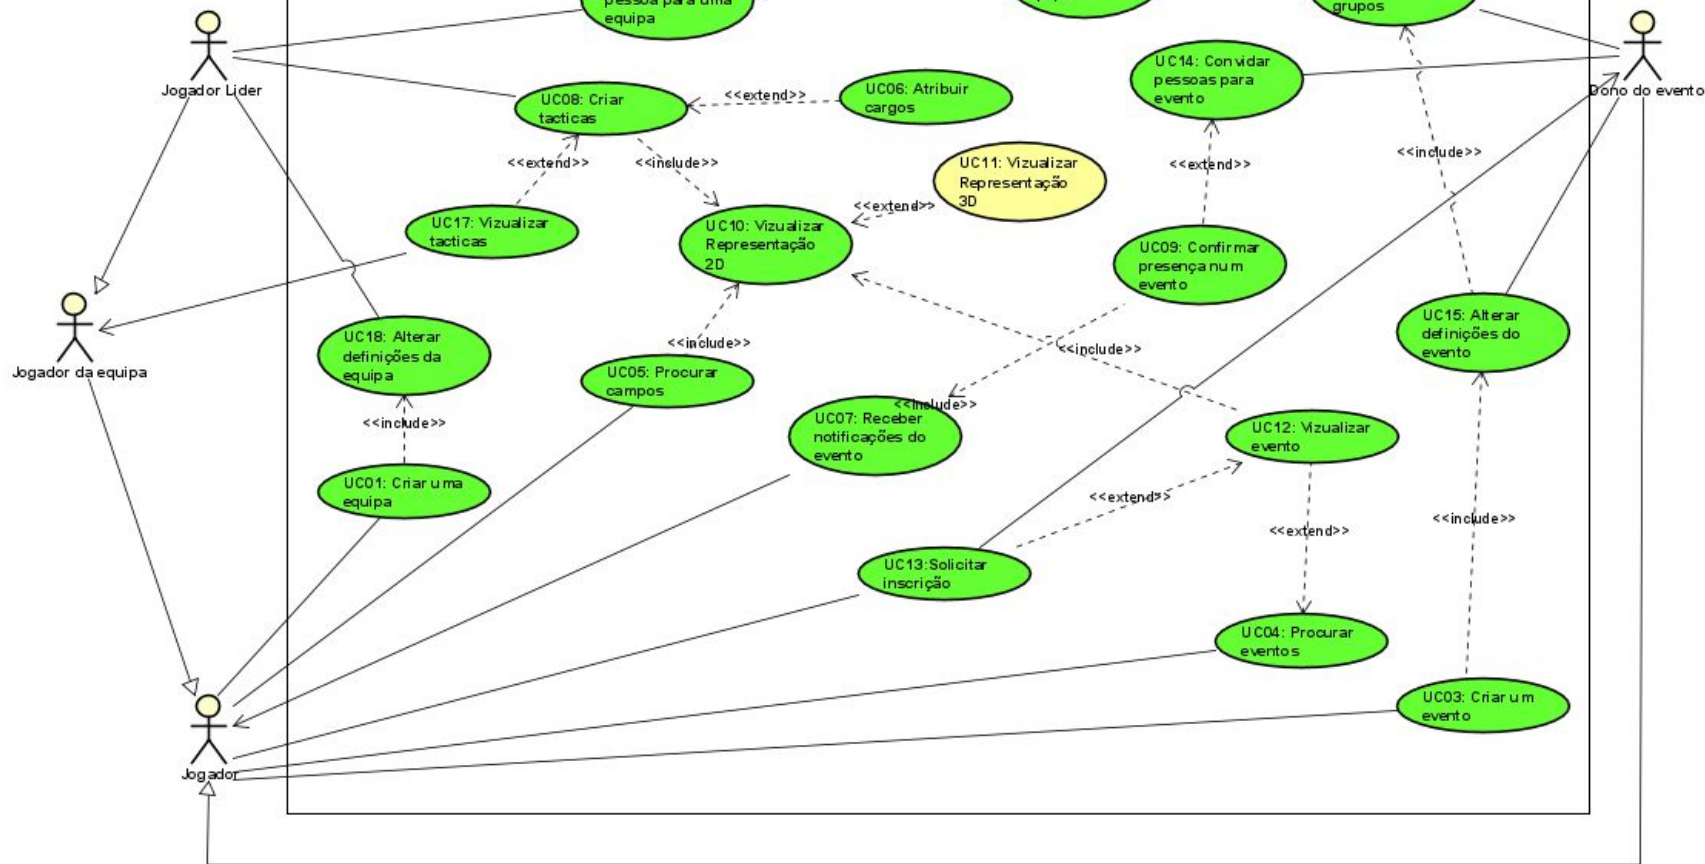 pessoa para uma
equipa
grupos
Jogador Lider
Dono do evento
UC14: Convidar
pessoas para
evento
UC08: Criar
tacticas
<<extend>>
UC06: Atribuir
cargos
<<extend>>
<<include>>
<<extend>>
<<include>>
UC11: Vizualizar
Representação
3D
<<extend>>
UC17: Vizualizar
tacticas
UC10: Vizualizar
Representação
2D
UC09: Confirmar
presença num
evento
UC18: Alterar
definições da
equipa
UC15: Alterar
definições do
evento
Jogador da equipa
<<include>>
<<include>>
UC05: Procurar
campos
<<include>>
<<include>>
UC07: Receber
notificações do
evento
UC12: Vizualizar
evento
UC01: Criar uma
equipa
<<extend>>
<<extend>>
<<include>>
UC13:Solicitar
inscrição
UC04: Procurar
eventos
UC03: Criar um
evento
Jogador